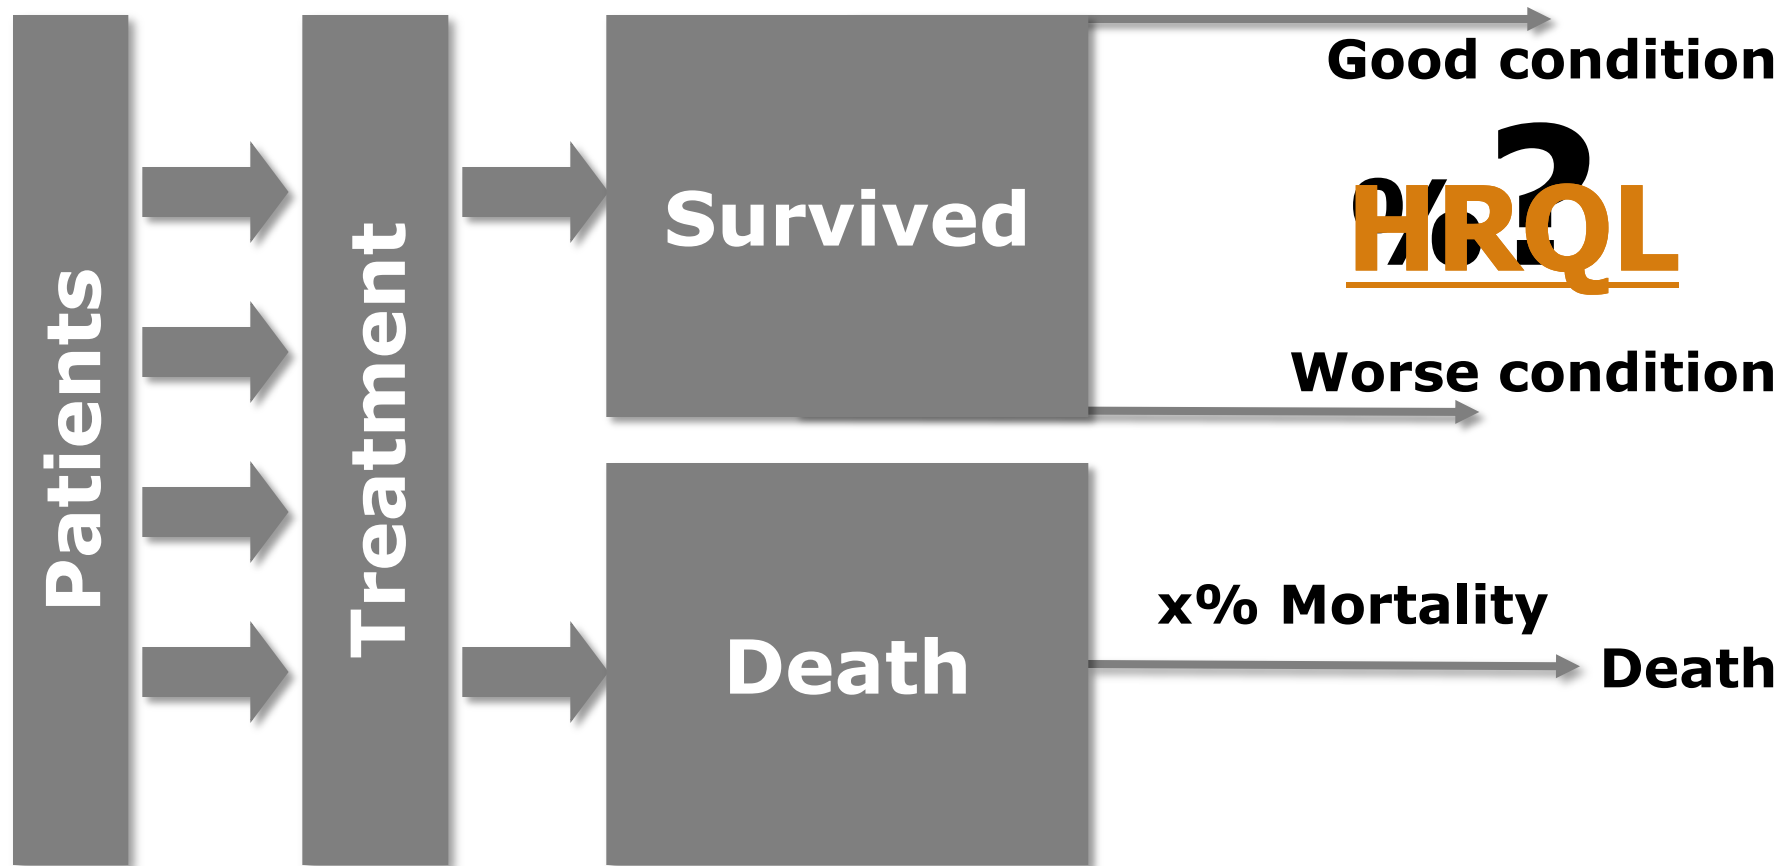 Patients
Treatment
Survived
Good condition
%?
HRQL
Worse condition
Death
x% Mortality
Death